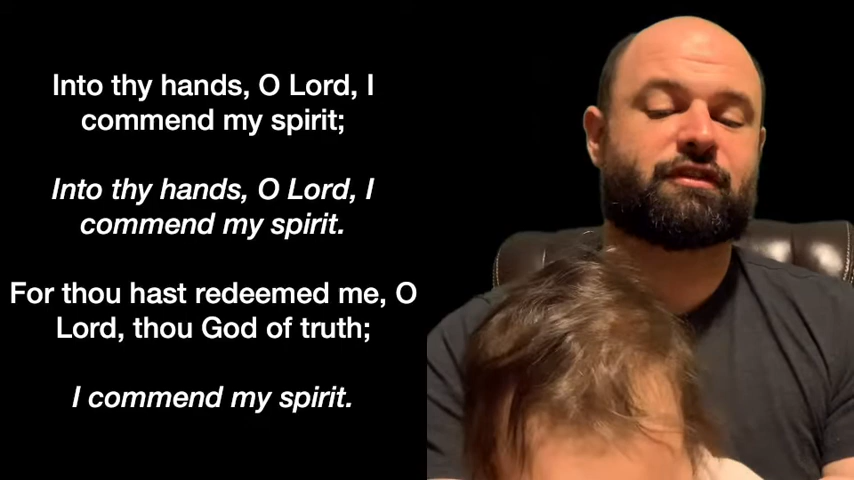 Into thy hands, O Lord, I
commend my spirit;
Into thy hands, O Lord, I
commend my spirit.
For thou hast redeemed me, O
Lord, thou God of truth;
I commend my spirit.